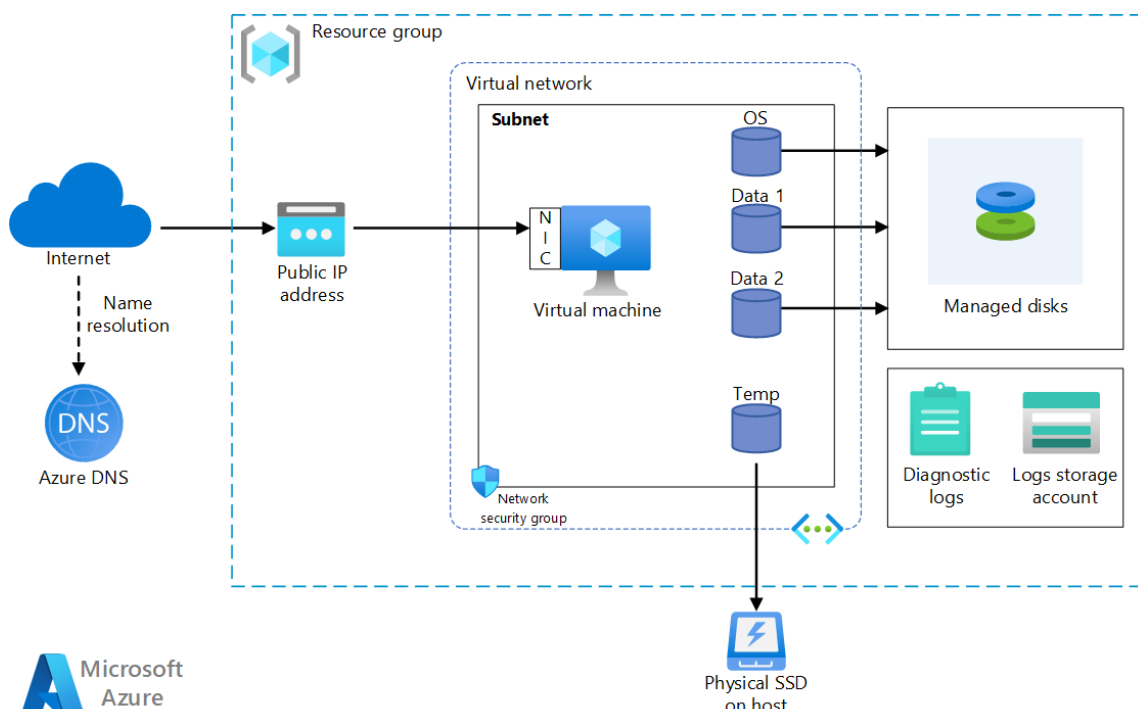 Resource group
Virtual network
Subnet
OS
Data 1
Data 2
Temp
N
I
C
Virtual machine
Internet
Name
resolution
DNS
Azure DNS
Public IP
address
Managed disks
Diagnostic
logs
Logs storage
account
Network
security group
Physical SSD
on host
Microsoft
Azure